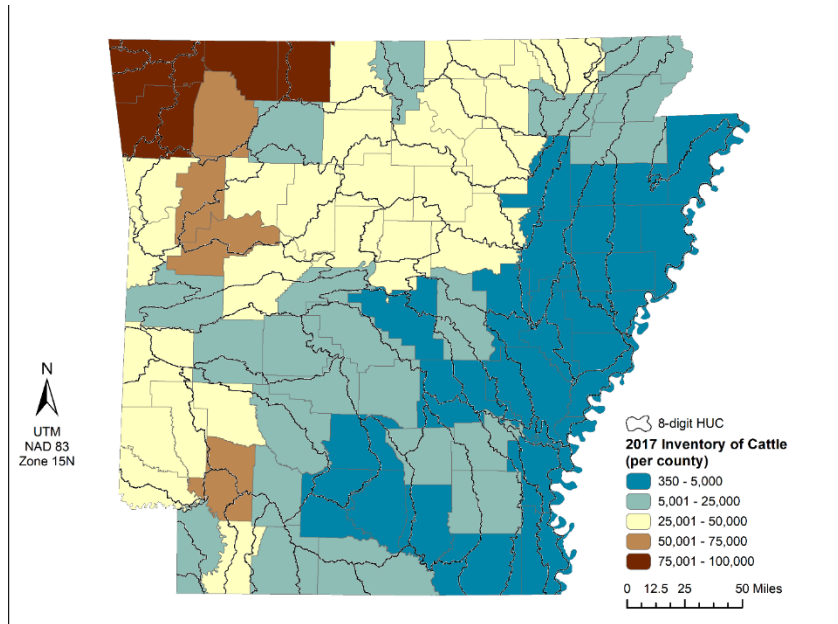 N
UTM
NAD 83
Zone 15N
8-digit HUC
2017 Inventory of Cattle
(per county)
350 - 5,000
5,001 - 25,000
25,001 - 50,000
50,001 - 75,000
75,001 - 100,000
0 12.5 25 50 Miles